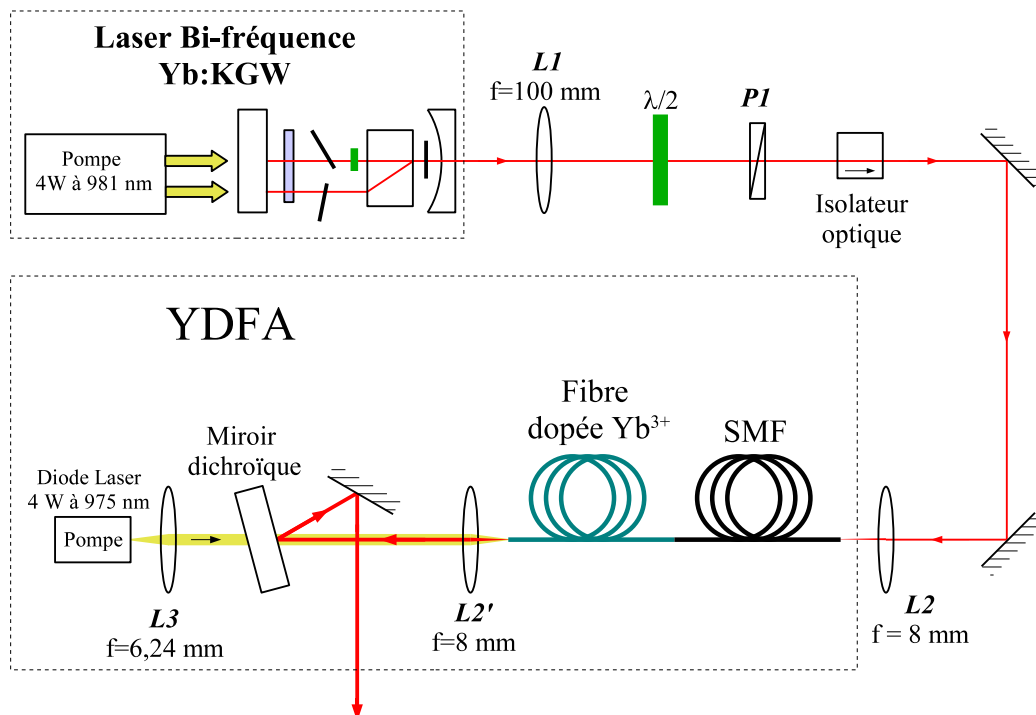 Laser Bi-fréquence
Yb:KGW
Pompe
4W à 981 nm
L1
f=100 mm
λ/2
P1
Isolateur
optique
YDFA
Diode Laser
4 W à 975 nm
Pompe
L3
f=6,24 mm
Miroir
dichroïque
L2'
f=8 mm
Fibre
dopée Yb³⁺
SMF
L2
f = 8 mm